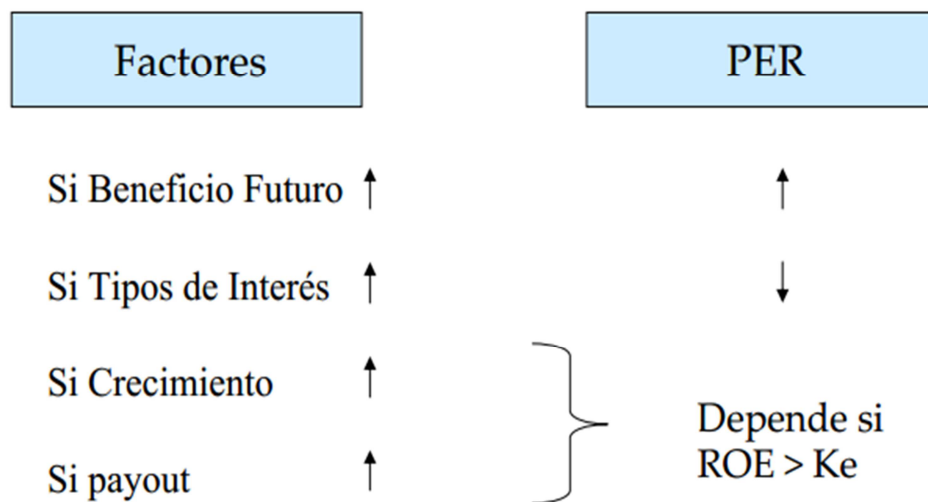 Factores
PER
Si Beneficio Futuro ↑ ↑
Si Tipos de Interés ↑ ↓
Si Crecimiento ↑
Depende si
ROE > Ke
Si payout ↑